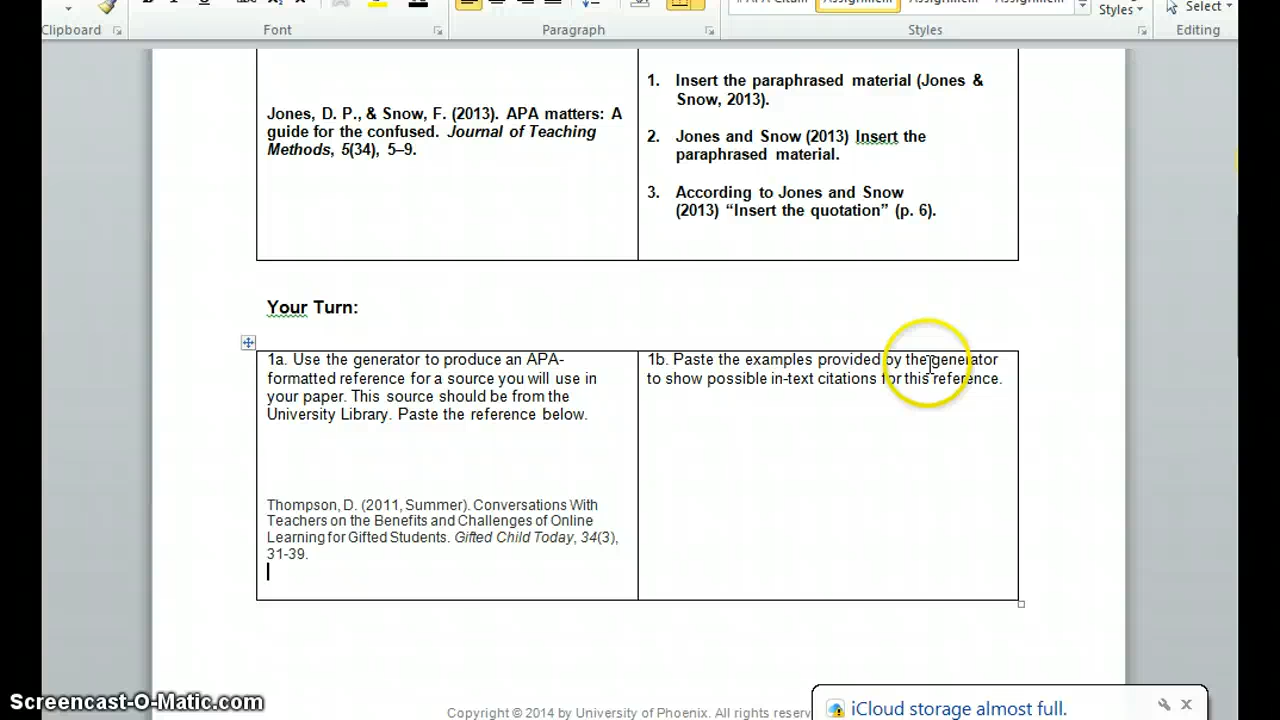 Styles
Select
Clipboard
Font
Paragraph
Styles
Editing
Jones, D. P., & Snow, F. (2013). APA matters: A
guide for the confused. Journal of Teaching
Methods, 5(34), 5–9.
1. Insert the paraphrased material (Jones &
Snow, 2013).
2. Jones and Snow (2013) Insert the
paraphrased material.
3. According to Jones and Snow
(2013) “Insert the quotation” (p. 6).
Your Turn:
1a. Use the generator to produce an APA-
formatted reference for a source you will use in
your paper. This source should be from the
University Library. Paste the reference below.
Thompson, D. (2011, Summer). Conversations With
Teachers on the Benefits and Challenges of Online
Learning for Gifted Students. Gifted Child Today, 34(3),
31-39.
1b. Paste the examples provided by the generator
to show possible in-text citations for this reference.
Copyright © 2014 by University of Phoenix. All rights reserv
iCloud storage almost full.
Screencast-O-Matic.com